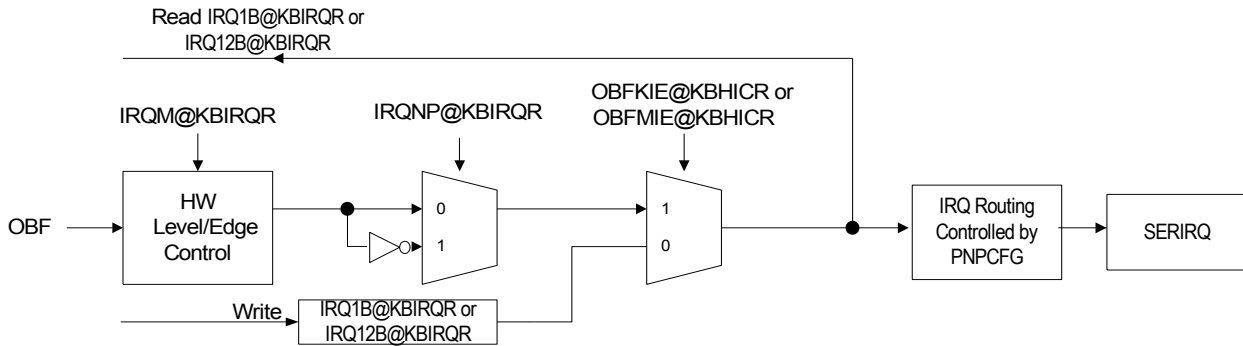 Read IRQ1B@KBIRQR or
IRQ12B@KBIRQR
IRQM@KBIRQR
IRQNP@KBIRQR
OBFKIE@KBHICR or
OBFMIE@KBHICR
OBF
HW
Level/Edge
Control
0
1
1
0
IRQ Routing
Controlled by
PNPCFG
SERIRQ
Write
IRQ1B@KBIRQR or
IRQ12B@KBIRQR